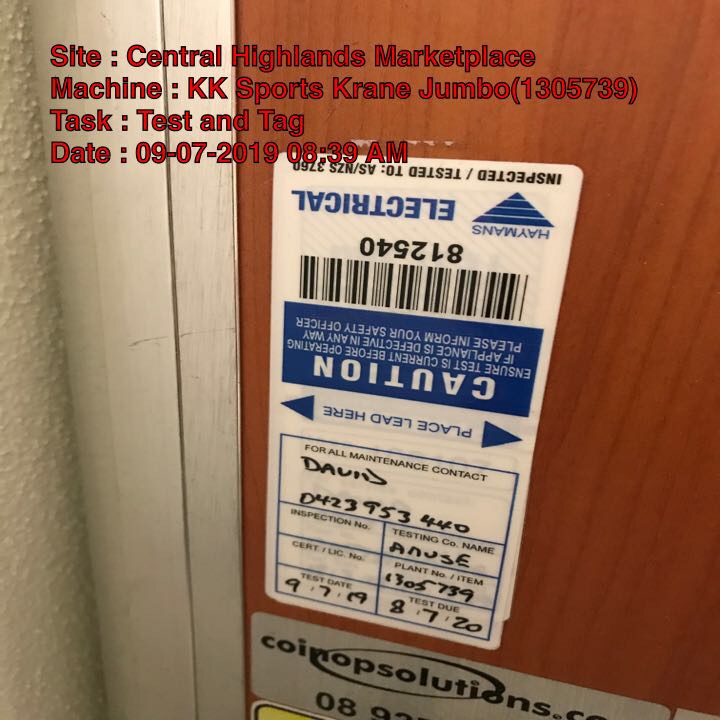 Site : Central Highlands Marketplace
Machine : KK Sports Krane Jumbo(1305739)
Task : Test and Tag
Date : 09-07-2019 08:39 AM
INSPECTED / TESTED TO: AS/NZS 3760
HAYMANS
ELECTRICAL
812540
CAUTION
ENSURE TEST IS CURRENT BEFORE OPERATING
IF APPLIANCE IS DEFECTIVE IN ANY WAY
PLEASE INFORM YOUR SAFETY OFFICER
PLACE LEAD HERE
FOR ALL MAINTENANCE CONTACT
DAVID
0423 953 440
INSPECTION No.
TESTING Co. NAME
AMUSE
CERT. / LIC. No.
PLANT No. / ITEM
1305739
TEST DATE
9 / 7 / 19
TEST DUE
8 / 7 / 20
coinopsolutions.co
08